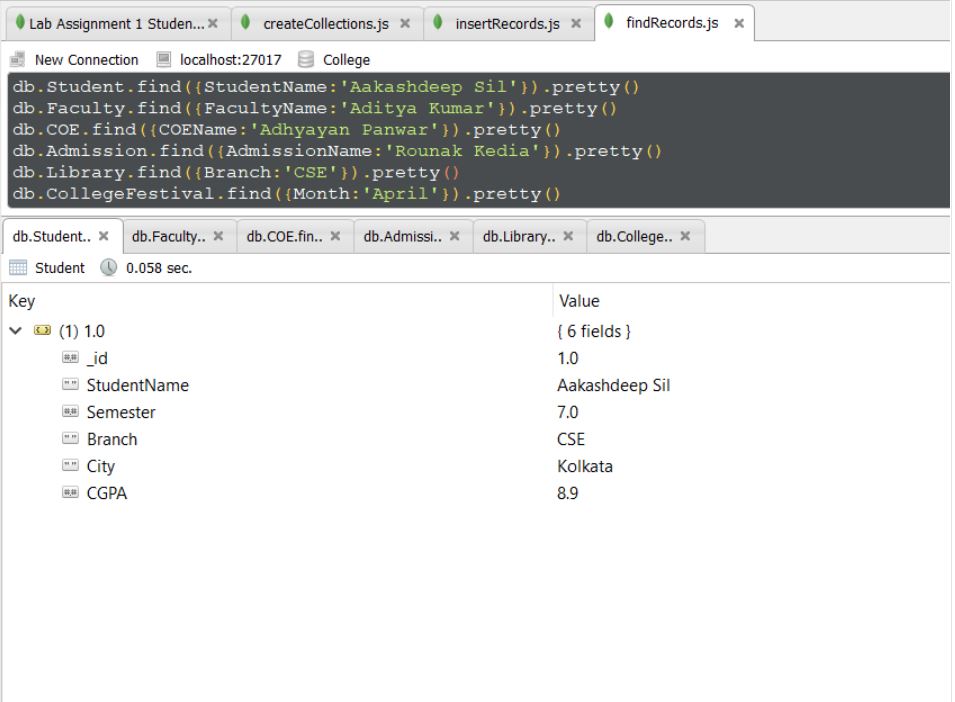 Lab Assignment 1 Studen... createCollections.js insertRecords.js findRecords.js
New Connection localhost:27017 College
db.Student.find({StudentName:'Aakashdeep Sil'}).pretty()
db.Faculty.find({FacultyName:'Aditya Kumar'}).pretty()
db.COE.find({COEName:'Adhyayan Panwar'}).pretty()
db.Admission.find({AdmissionName:'Rounak Kedia'}).pretty()
db.Library.find({Branch:'CSE'}).pretty()
db.CollegeFestival.find({Month:'April'}).pretty()
db.Student.. db.Faculty.. db.COE.fin.. db.Admissi.. db.Library.. db.College..
Student 0.058 sec.
Key Value
(1) 1.0 { 6 fields }
_id 1.0
StudentName Aakashdeep Sil
Semester 7.0
Branch CSE
City Kolkata
CGPA 8.9